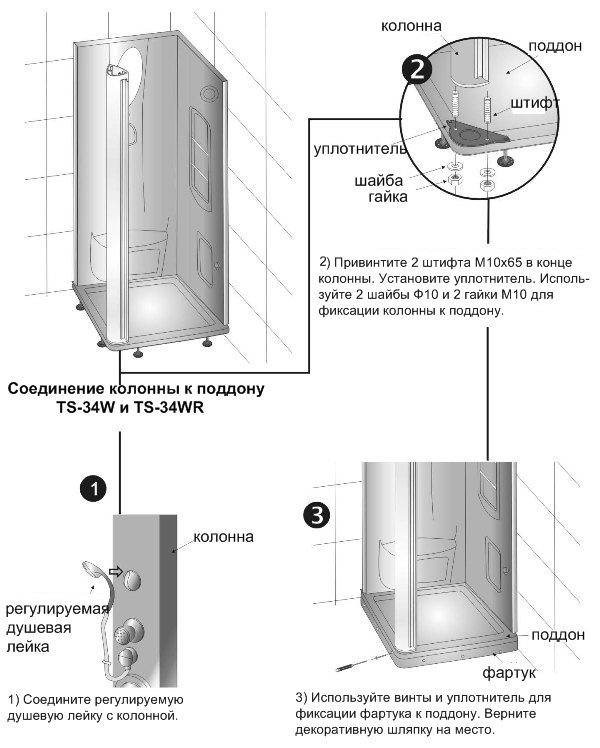 колонна
поддон
2
штифт
уплотнитель
шайба
гайка
2) Привинтите 2 штифта М10х65 в конце
колонны. Установите уплотнитель. Исполь-
зуйте 2 шайбы Ф10 и 2 гайки М10 для
фиксации колонны к поддону.
Соединение колонны к поддону
TS-34W и TS-34WR
1
колонна
регулируемая
душевая
лейка
1) Соедините регулируемую
душевую лейку с колонной.
3
поддон
фартук
3) Используйте винты и уплотнитель для
фиксации фартука к поддону. Верните
декоративную шляпку на место.